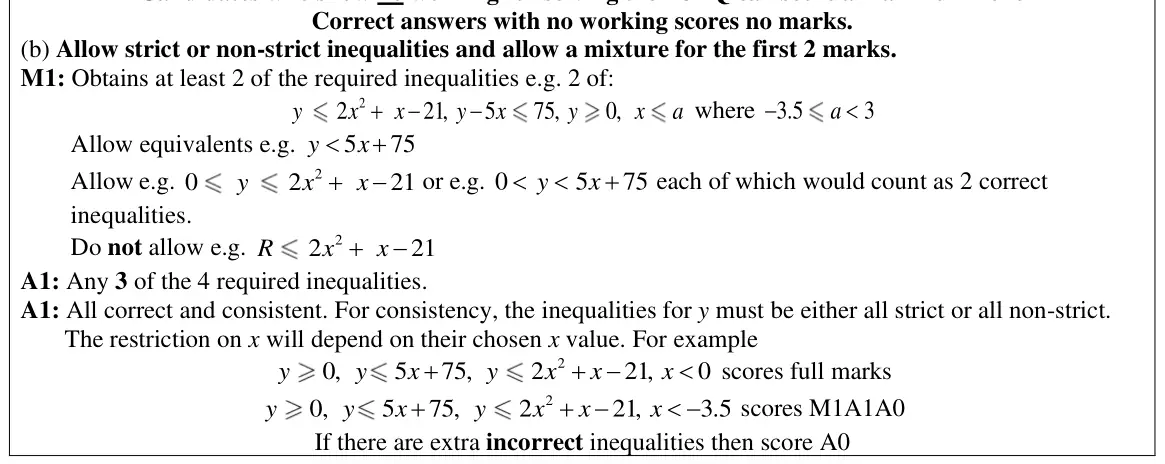 Correct answers with no working scores no marks.
(b) Allow strict or non-strict inequalities and allow a mixture for the first 2 marks.
M1: Obtains at least 2 of the required inequalities e.g. 2 of:
y ⩽ 2x² + x−21, y−5x ⩽ 75, y ⩾ 0, x ⩽ a where −3.5 ⩽ a < 3
Allow equivalents e.g. y < 5x+75
Allow e.g. 0 ⩽ y ⩽ 2x² + x−21 or e.g. 0 < y < 5x+75 each of which would count as 2 correct
inequalities.
Do not allow e.g. R ⩽ 2x² + x−21
A1: Any 3 of the 4 required inequalities.
A1: All correct and consistent. For consistency, the inequalities for y must be either all strict or all non-strict.
The restriction on x will depend on their chosen x value. For example
y ⩾ 0, y ⩽ 5x+75, y ⩽ 2x² + x−21, x < 0 scores full marks
y ⩾ 0, y ⩽ 5x+75, y ⩽ 2x² + x−21, x < −3.5 scores M1A1A0
If there are extra incorrect inequalities then score A0